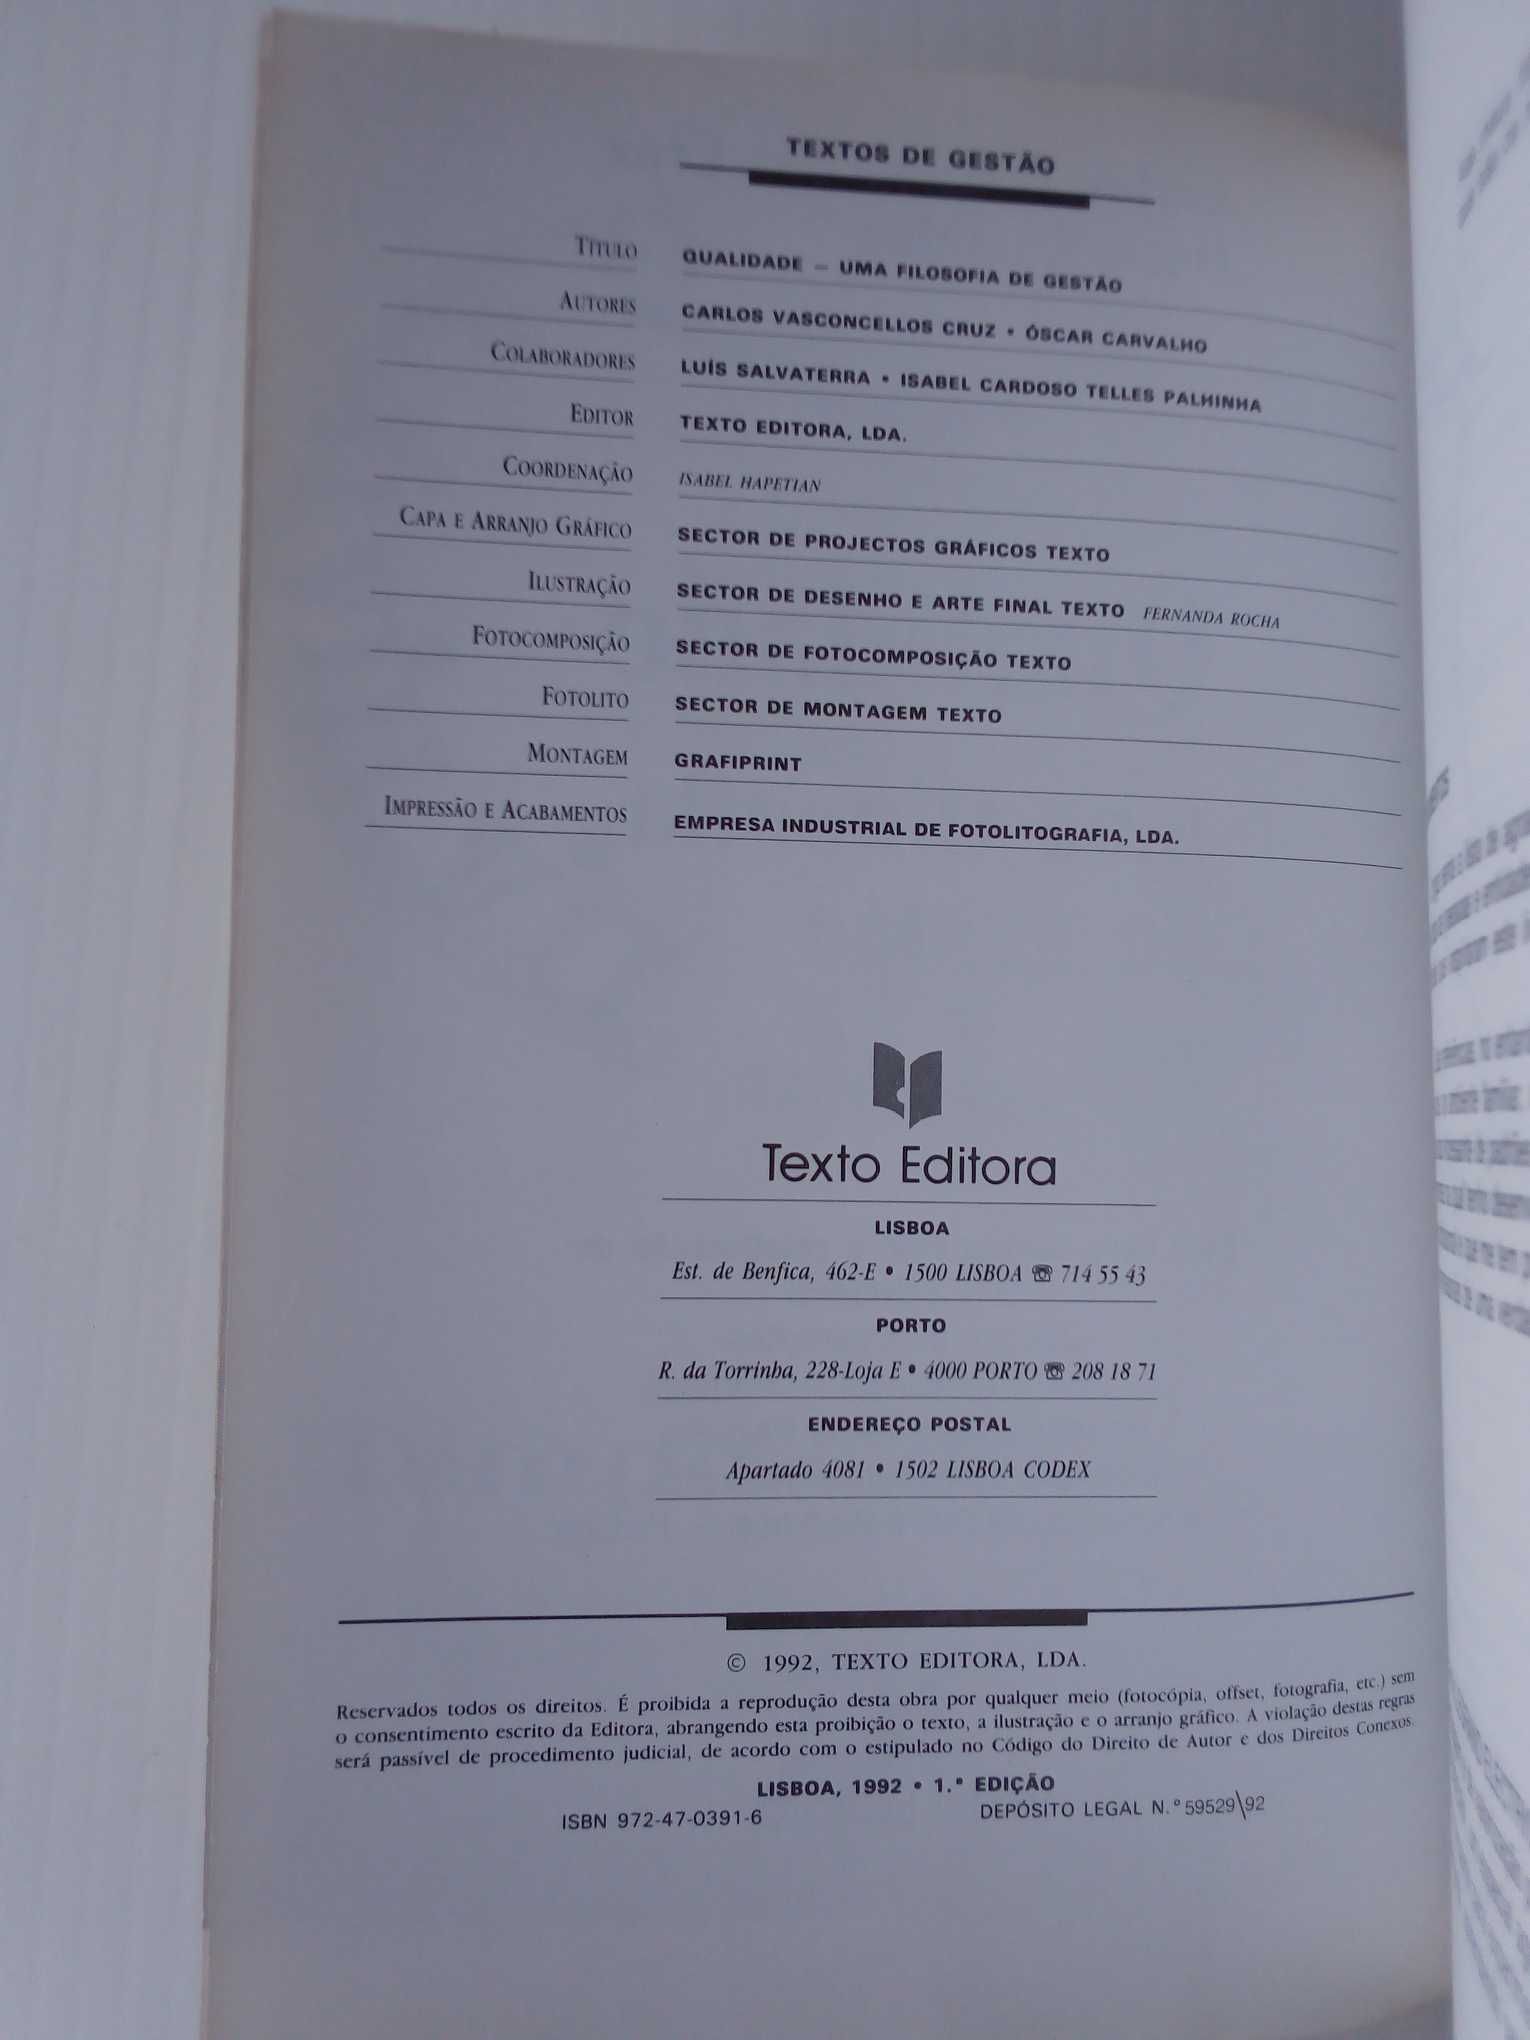 TEXTOS DE GESTÃO
TÍTULO QUALIDADE – UMA FILOSOFIA DE GESTÃO
AUTORES CARLOS VASCONCELLOS CRUZ • ÓSCAR CARVALHO
COLABORADORES LUÍS SALVATERRA • ISABEL CARDOSO TELLES PALHINHA
EDITOR TEXTO EDITORA, LDA.
COORDENAÇÃO ISABEL HAPETIAN
CAPA E ARRANJO GRÁFICO SECTOR DE PROJECTOS GRÁFICOS TEXTO
ILUSTRAÇÃO SECTOR DE DESENHO E ARTE FINAL TEXTO FERNANDA ROCHA
FOTOCOMPOSIÇÃO SECTOR DE FOTOCOMPOSIÇÃO TEXTO
FOTOLITO SECTOR DE MONTAGEM TEXTO
MONTAGEM GRAFIPRINT
IMPRESSÃO E ACABAMENTOS EMPRESA INDUSTRIAL DE FOTOLITOGRAFIA, LDA.
Texto Editora
LISBOA
Est. de Benfica, 462-E • 1500 LISBOA ☏ 714 55 43
PORTO
R. da Torrinha, 228-Loja E • 4000 PORTO ☏ 208 18 71
ENDEREÇO POSTAL
Apartado 4081 • 1502 LISBOA CODEX
© 1992, TEXTO EDITORA, LDA.
Reservados todos os direitos. É proibida a reprodução desta obra por qualquer meio (fotocópia, offset, fotografia, etc.) sem
o consentimento escrito da Editora, abrangendo esta proibição o texto, a ilustração e o arranjo gráfico. A violação destas regras
será passível de procedimento judicial, de acordo com o estipulado no Código do Direito de Autor e dos Direitos Conexos.
LISBOA, 1992 • 1.ª EDIÇÃO
ISBN 972-47-0391-6 DEPÓSITO LEGAL N.º 59529\92